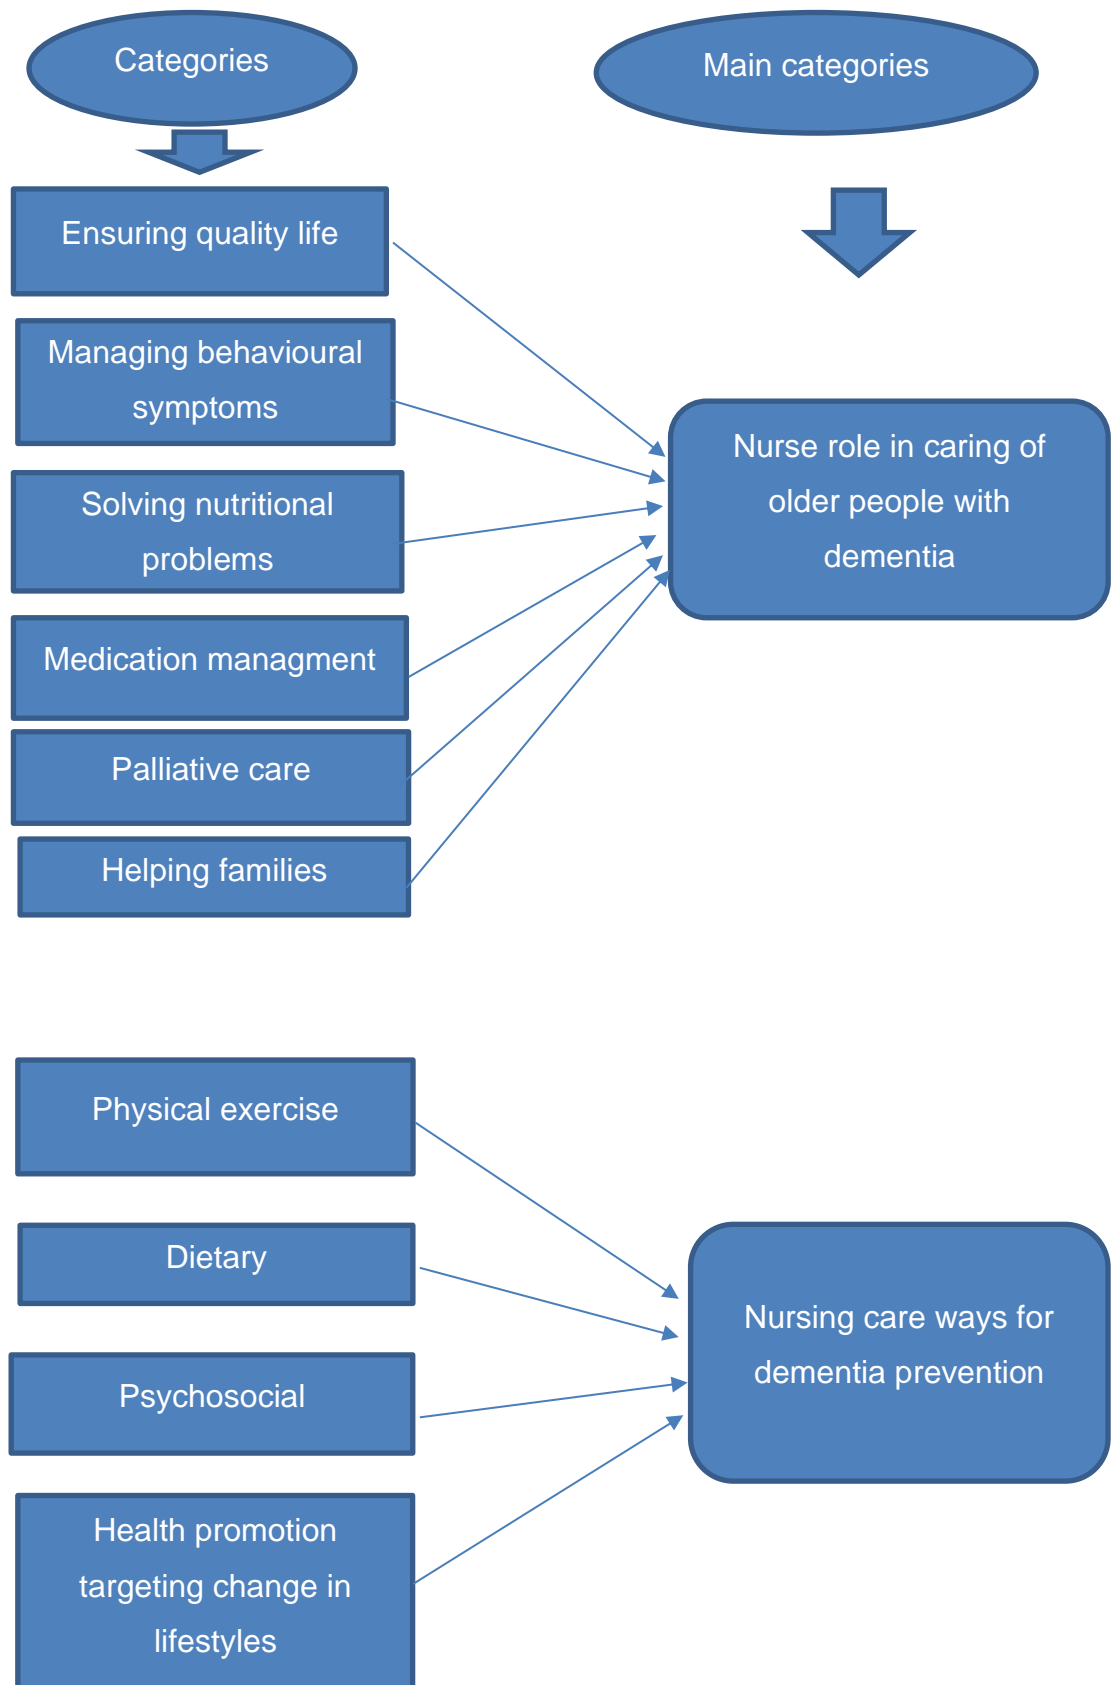 Categories
Main categories
Ensuring quality life
Managing behavioural
symptoms
Solving nutritional
problems
Medication managment
Palliative care
Helping families
Nurse role in caring of
older people with
dementia
Physical exercise
Dietary
Psychosocial
Health promotion
targeting change in
lifestyles
Nursing care ways for
dementia prevention